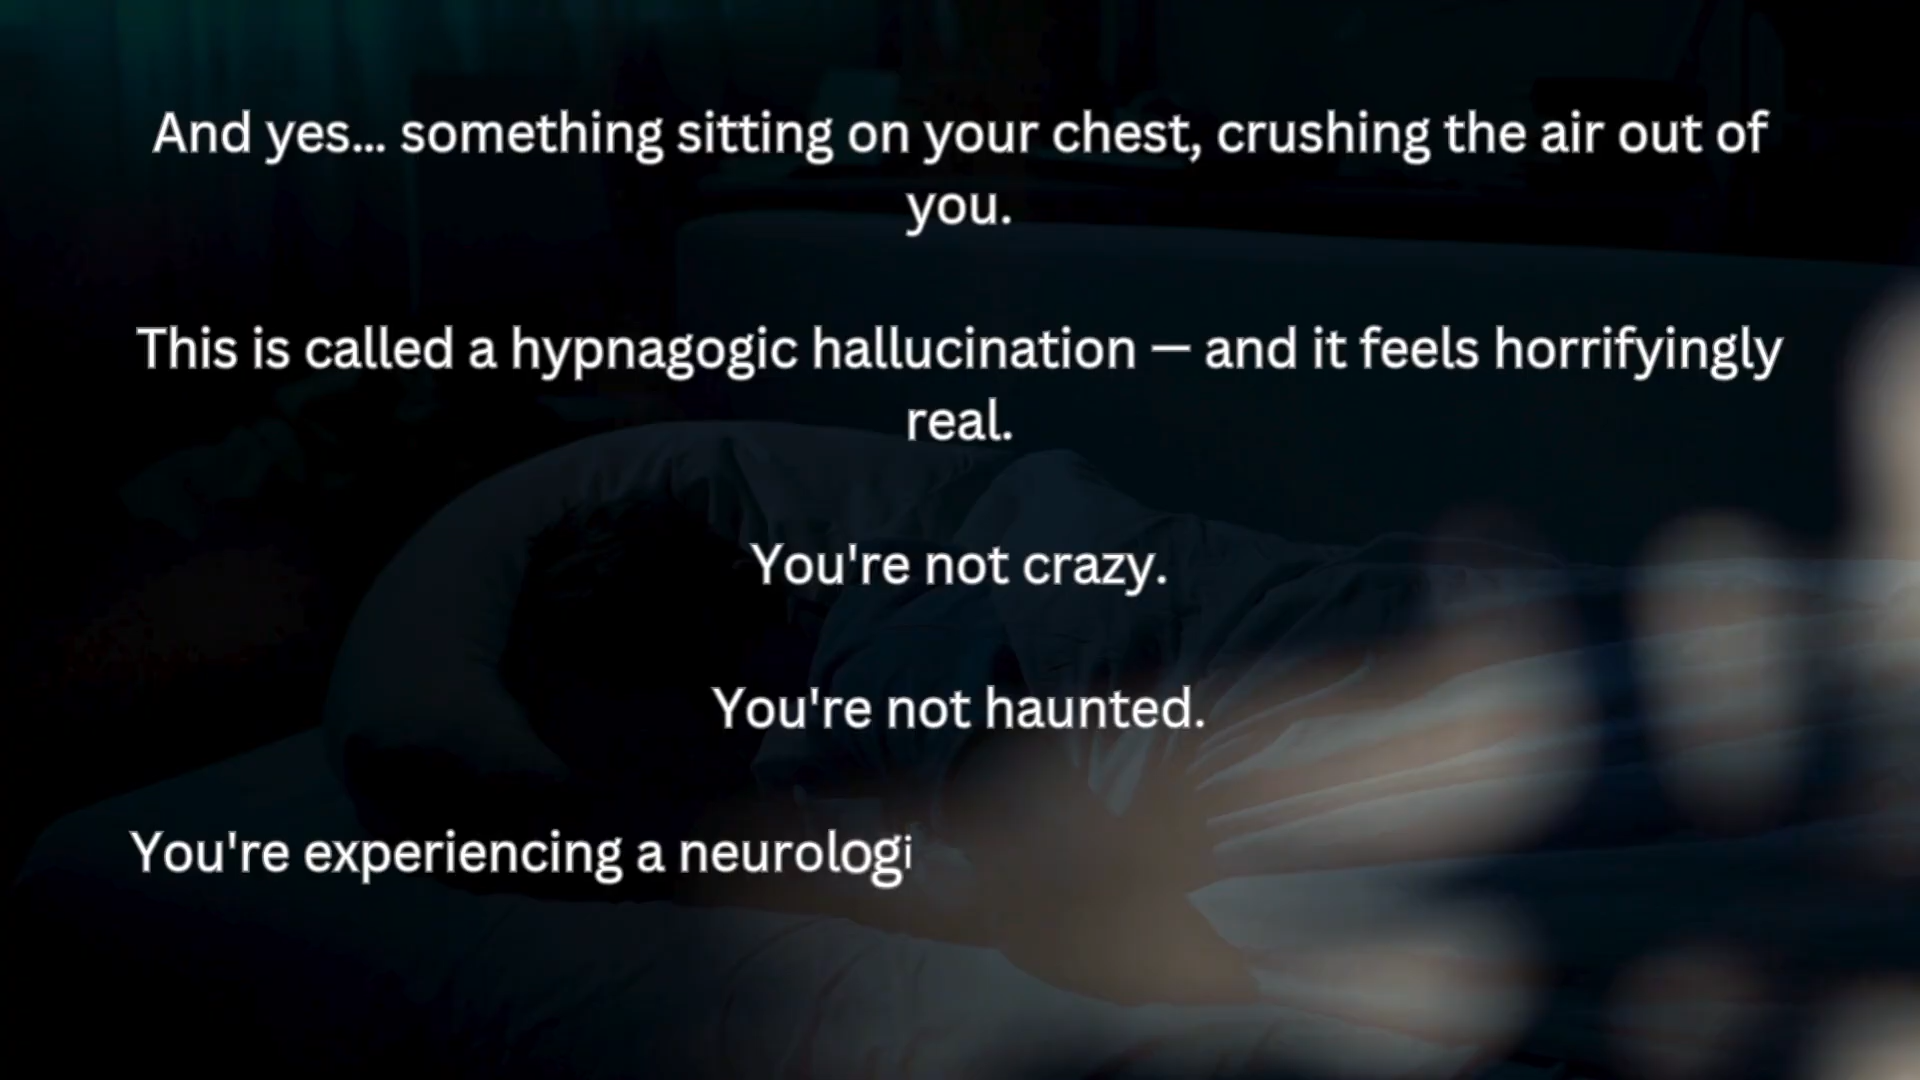 And yes... something sitting on your chest, crushing the air out of
you.
This is called a hypnagogic hallucination — and it feels horrifyingly
real.
You're not crazy.
You're not haunted.
You're experiencing a neurologi